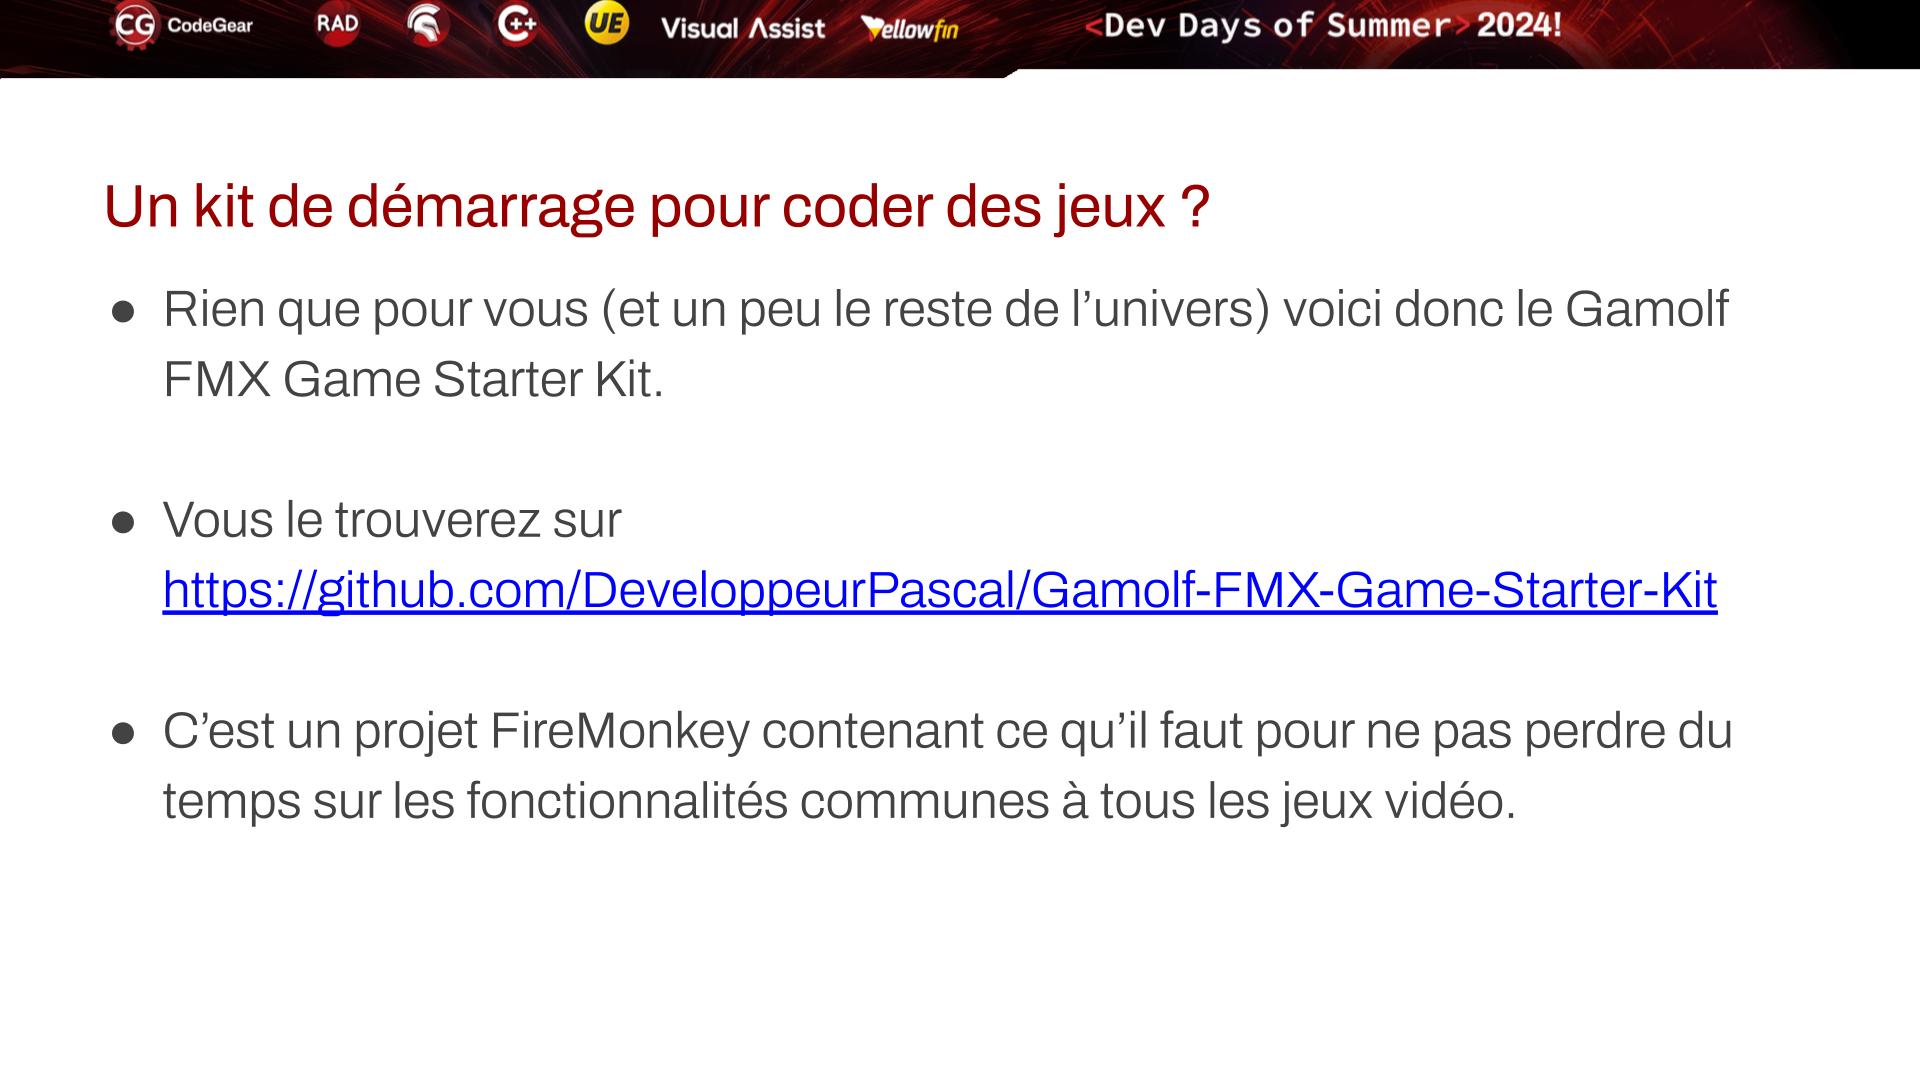 CG CodeGear RAD C++ UE Visual Assist Yellowfin <Dev Days of Summer> 2024!
Un kit de démarrage pour coder des jeux ?
● Rien que pour vous (et un peu le reste de l’univers) voici donc le Gamolf
FMX Game Starter Kit.
● Vous le trouverez sur
https://github.com/DeveloppeurPascal/Gamolf-FMX-Game-Starter-Kit
● C’est un projet FireMonkey contenant ce qu’il faut pour ne pas perdre du
temps sur les fonctionnalités communes à tous les jeux vidéo.